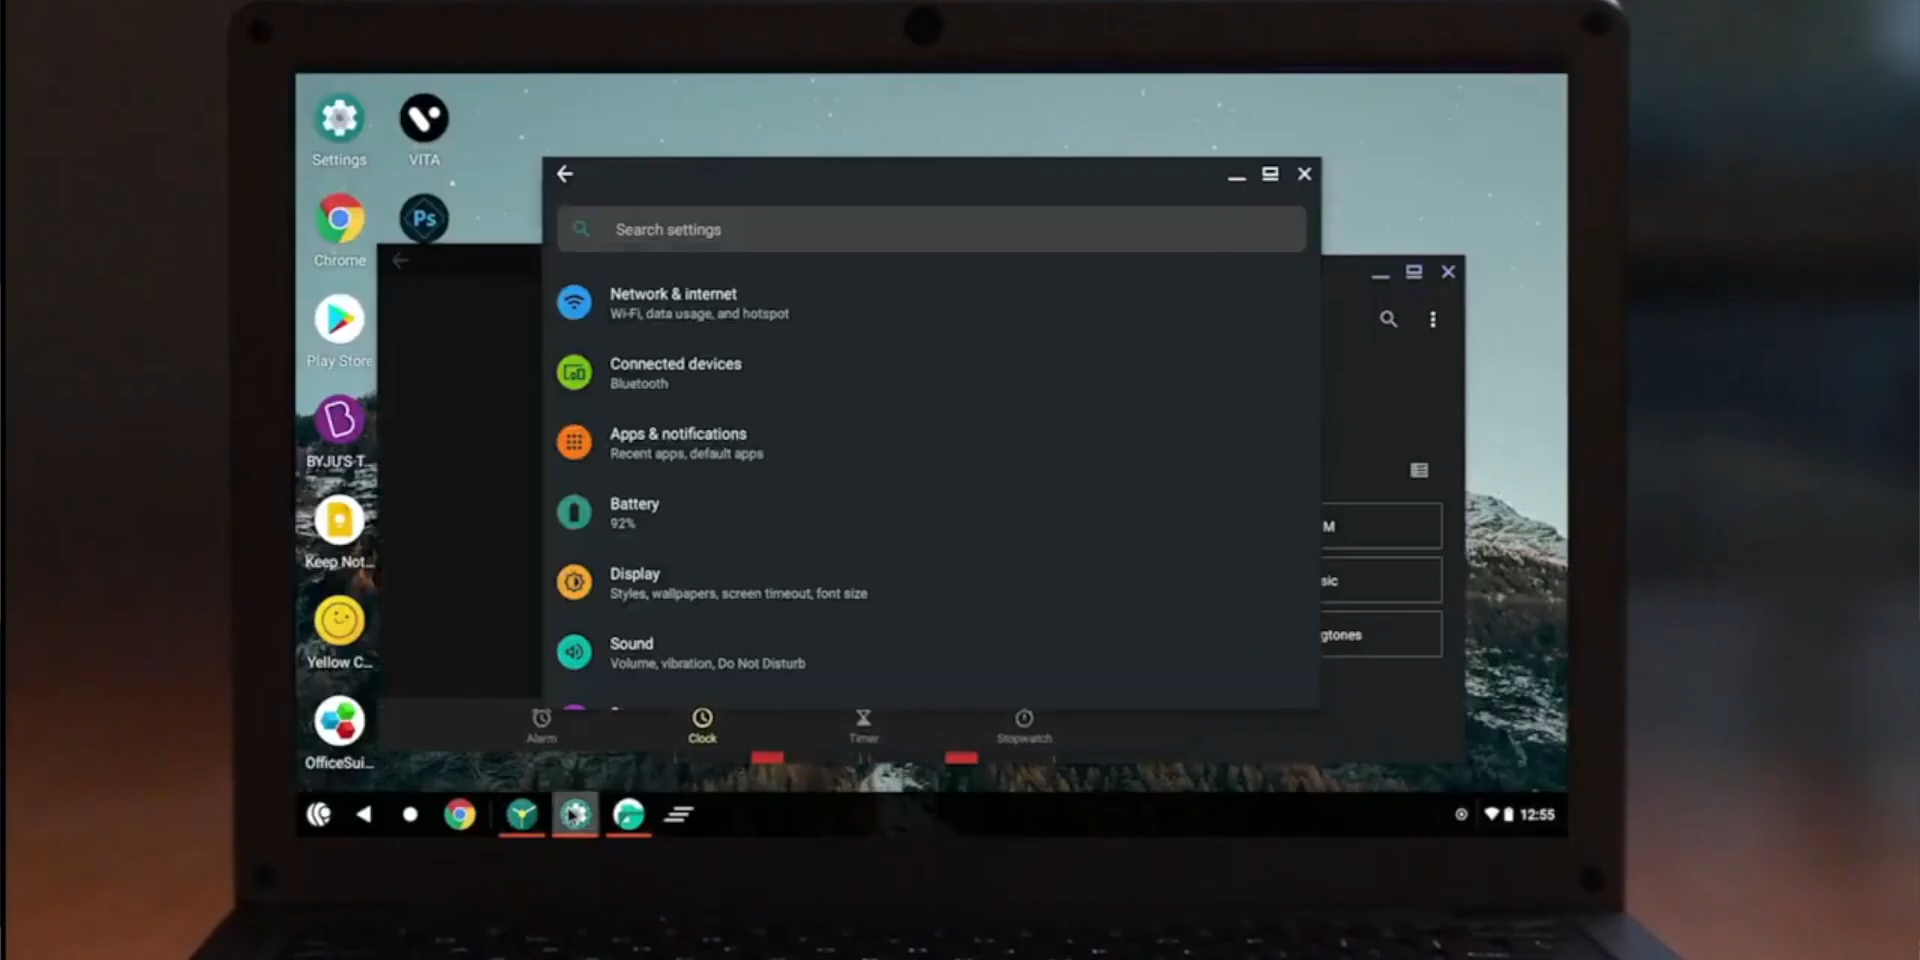 Settings
VITA
Ps
Chrome
Play Store
BYJU'S T...
Keep Not...
Yellow C...
OfficeSui...
Search settings
Network & internet
Wi-Fi, data usage, and hotspot
Connected devices
Bluetooth
Apps & notifications
Recent apps, default apps
Battery
92%
Display
Styles, wallpapers, screen timeout, font size
Sound
Volume, vibration, Do Not Disturb
M
sic
gtones
Alarm
Clock
Timer
Stopwatch
12:55